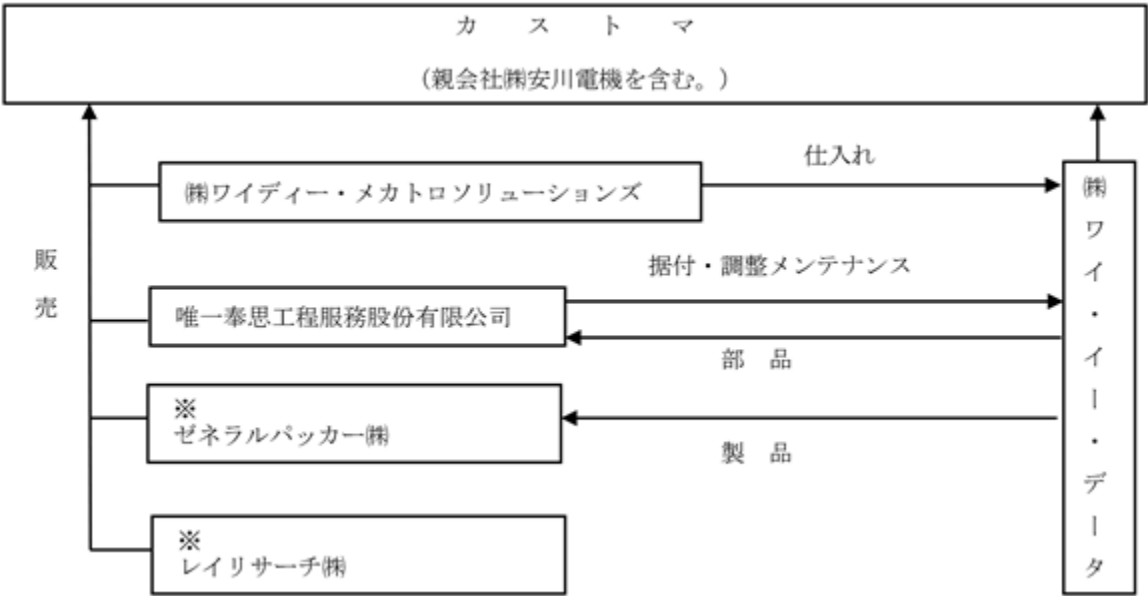 カストマ
（親会社㈱安川電機を含む。）
仕入れ
㈱ワイディー・メカトロソリューションズ
販売
据付・調整メンテナンス
唯一奉思工程服務股份有限公司
部品
※
ゼネラルパッカー㈱
製品
※
レイリサーチ㈱
㈱ワイ・イー・データ